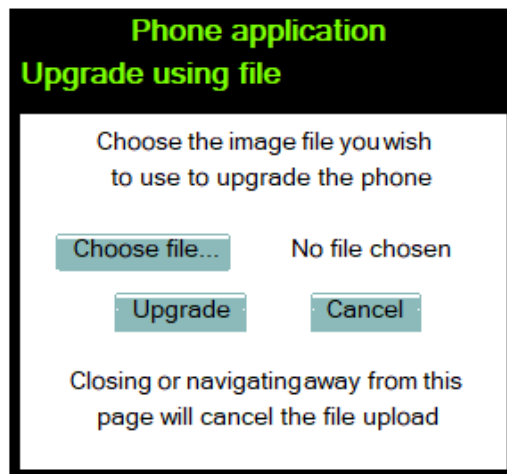 Phone application
Upgrade using file
Choose the image file you wish
to use to upgrade the phone
Choose file... No file chosen
Upgrade Cancel
Closing or navigating away from this
page will cancel the file upload